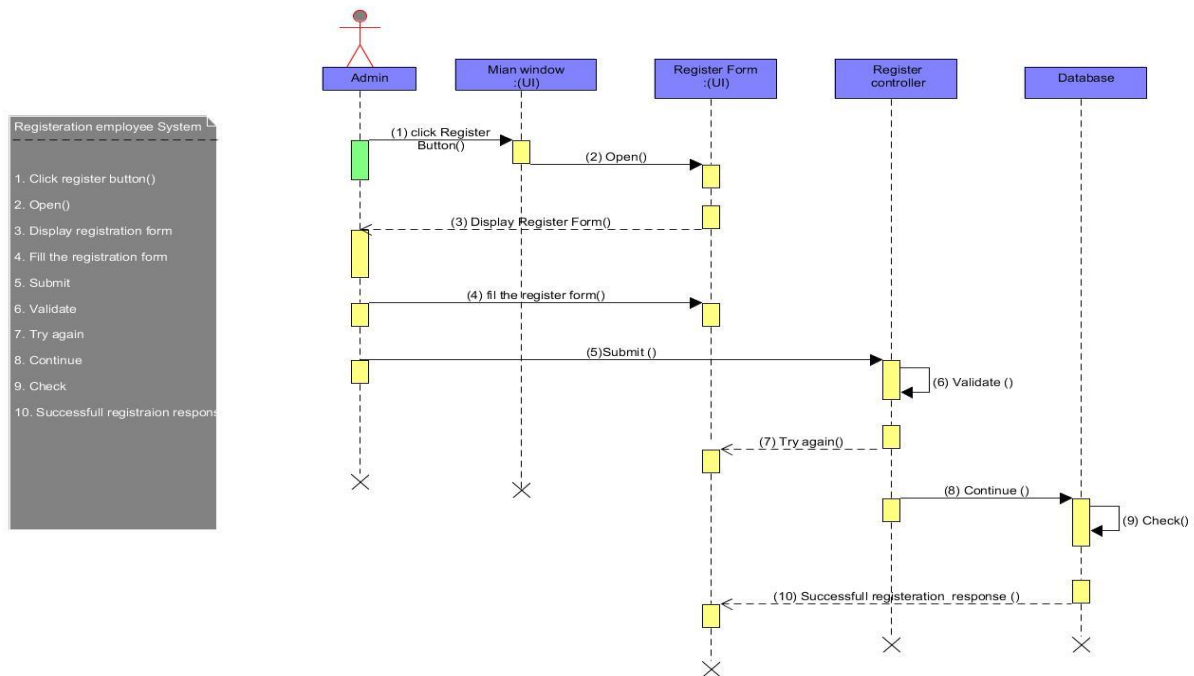 Admin
Mian window
:(UI)
Register Form
:(UI)
Register
controller
Database
Registeration employee System
1. Click register button()
2. Open()
3. Display registration form
4. Fill the registration form
5. Submit
6. Validate
7. Try again
8. Continue
9. Check
10. Successfull registraion respons
(1) click Register
Button()
(2) Open()
(3) Display Register Form()
(4) fil the register form()
(5)Submit ()
(6) Validate ()
(7) Try again()
(8) Continue ()
(9) Check()
(10) Successfull registeration response ()